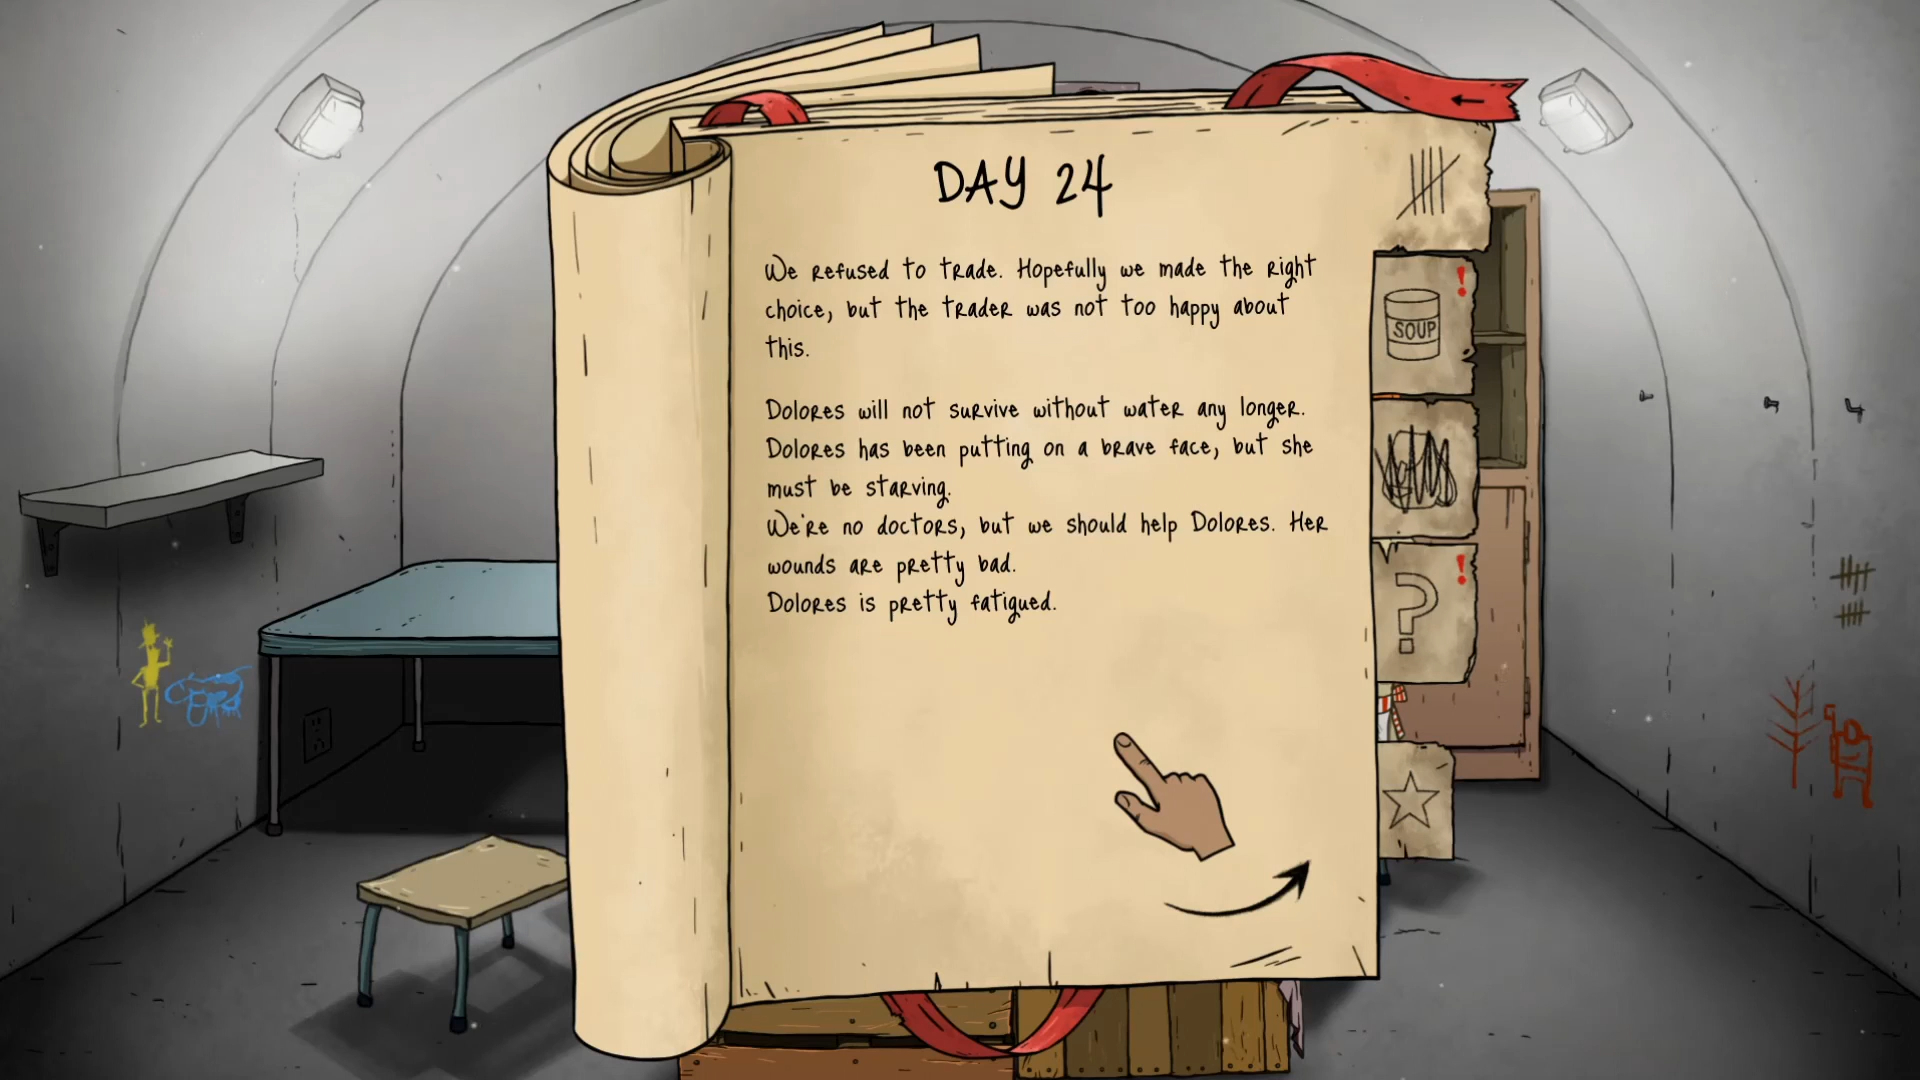 DAY 24
We refused to trade. Hopefully we made the right
choice, but the trader was not too happy about
this.
Dolores will not survive without water any longer.
Dolores has been putting on a brave face, but she
must be starving.
We're no doctors, but we should help Dolores. Her
wounds are pretty bad.
Dolores is pretty fatigued.
!
SOUP
?
!